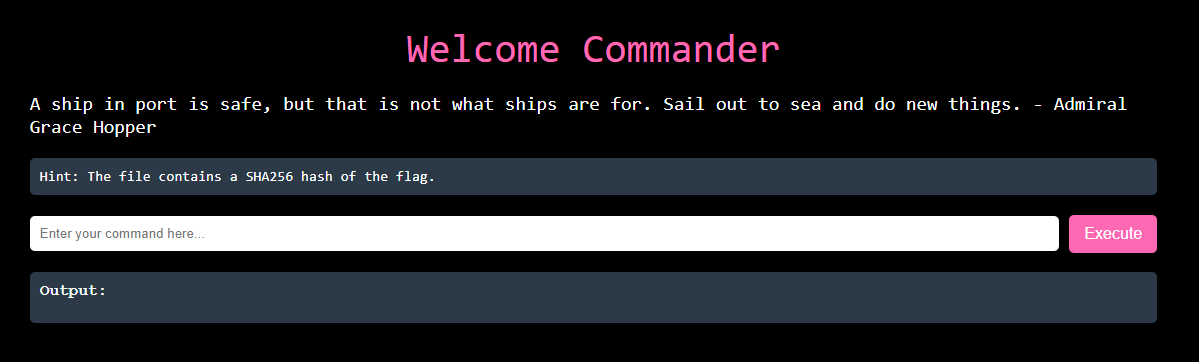 Welcome Commander
A ship in port is safe, but that is not what ships are for. Sail out to sea and do new things. - Admiral
Grace Hopper
Hint: The file contains a SHA256 hash of the flag.
Enter your command here...
Execute
Output: